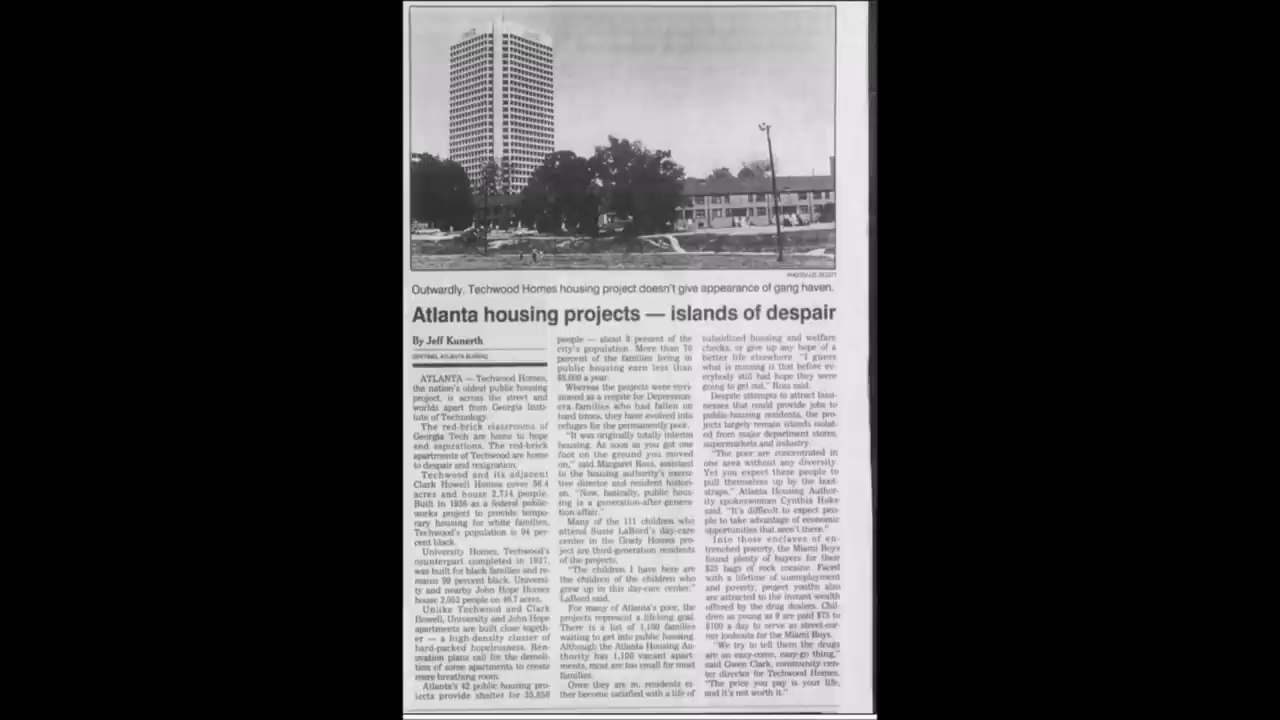 Outwardly, Techwood Homes housing project doesn't give appearance of gang haven.
Atlanta housing projects — islands of despair
By Jeff Kunerth
SENTINEL ATLANTA BUREAU
ATLANTA — Techwood Homes,
the nation's oldest public housing
project, is across the street and
worlds apart from Georgia Insti-
tute of Technology.
The red-brick classrooms of
Georgia Tech are home to hope
and aspirations. The red-brick
apartments of Techwood are home
to despair and resignation.
Techwood and its adjacent
Clark Howell Homes cover 56.4
acres and house 2,714 people.
Built in 1936 as a federal public-
works project to provide tempo-
rary housing for white families,
Techwood's population is 94 per-
cent black.
University Homes, Techwood's
counterpart completed in 1937,
was built for black families and re-
mains 99 percent black. Universi-
ty and nearby John Hope Homes
house 2,052 people on 46.7 acres.
Unlike Techwood and Clark
Howell, University and John Hope
apartments are built close togeth-
er — a high-density cluster of
hard-packed hopelessness. Ren-
ovation plans call for the demoli-
tion of some apartments to create
more breathing room.
Atlanta's 42 public housing pro-
jects provide shelter for 35,858
people — about 8 percent of the
city's population. More than 70
percent of the families living in
public housing earn less than
$5,000 a year.
Whereas the projects were envi-
sioned as a respite for Depression-
era families who had fallen on
hard times, they have evolved into
refuges for the permanently poor.
"It was originally totally interim
housing. As soon as you got one
foot on the ground you moved
on," said Margaret Ross, assistant
to the housing authority's execu-
tive director and resident histori-
an. "Now, basically, public hous-
ing is a generation-after-genera-
tion affair."
Many of the 111 children who
attend Susie LaBord's day-care
center in the Grady Homes pro-
ject are third-generation residents
of the projects.
"The children I have here are
the children of the children who
grew up in this day-care center,"
LaBord said.
For many of Atlanta's poor, the
projects represent a lifelong goal.
There is a list of 1,100 families
waiting to get into public housing.
Although the Atlanta Housing Au-
thority has 1,100 vacant apart-
ments, most are too small for most
families.
Once they are in, residents ei-
ther become satisfied with a life of
subsidized housing and welfare
checks, or give up any hope of a
better life elsewhere. "I guess
what is missing is that before ev-
erybody still had hope they were
going to get out," Ross said.
Despite attempts to attract busi-
nesses that could provide jobs to
public-housing residents, the pro-
jects largely remain islands isolat-
ed from major department stores,
supermarkets and industry.
"The poor are concentrated in
one area without any diversity.
Yet you expect these people to
pull themselves up by the boot-
straps," Atlanta Housing Author-
ity spokeswoman Cynthia Hoke
said. "It's difficult to expect peo-
ple to take advantage of economic
opportunities that aren't there."
Into those enclaves of en-
trenched poverty, the Miami Boys
found plenty of buyers for their
$25 bags of rock cocaine. Faced
with a lifetime of unemployment
and poverty, project youths also
are attracted to the instant wealth
offered by the drug dealers. Chil-
dren as young as 9 are paid $75 to
$100 a day to serve as street-cor-
ner lookouts for the Miami Boys.
"We try to tell them the drugs
are an easy-come, easy-go thing,"
said Gwen Clark, community cen-
ter director for Techwood Homes.
"The price you pay is your life,
and it's not worth it."